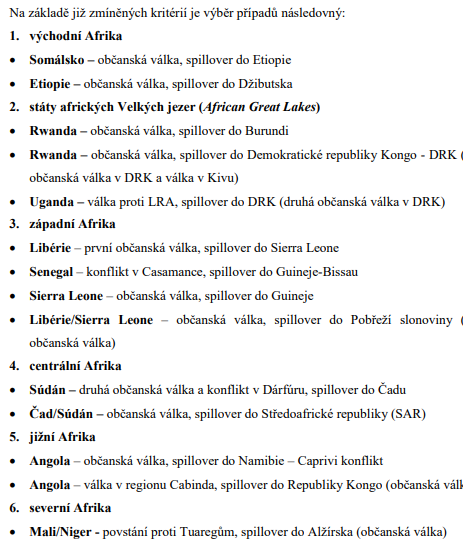 Na základě již zmíněných kritérií je výběr případů následovný:
1. východní Afrika
• Somálsko – občanská válka, spillover do Etiopie
• Etiopie – občanská válka, spillover do Džibutska
2. státy afrických Velkých jezer (African Great Lakes)
• Rwanda – občanská válka, spillover do Burundi
• Rwanda – občanská válka, spillover do Demokratické republiky Kongo - DRK (
občanská válka v DRK a válka v Kivu)
• Uganda – válka proti LRA, spillover do DRK (druhá občanská válka v DRK)
3. západní Afrika
• Libérie – první občanská válka, spillover do Sierra Leone
• Senegal – konflikt v Casamance, spillover do Guineje-Bissau
• Sierra Leone – občanská válka, spillover do Guineje
• Libérie/Sierra Leone – občanská válka, spillover do Pobřeží slonoviny (
občanská válka)
4. centrální Afrika
• Súdán – druhá občanská válka a konflikt v Dárfúru, spillover do Čadu
• Čad/Súdán – občanská válka, spillover do Středoafrické republiky (SAR)
5. jižní Afrika
• Angola – občanská válka, spillover do Namibie – Caprivi konflikt
• Angola – válka v regionu Cabinda, spillover do Republiky Kongo (občanská válk
6. severní Afrika
• Mali/Niger - povstání proti Tuaregům, spillover do Alžírska (občanská válka)